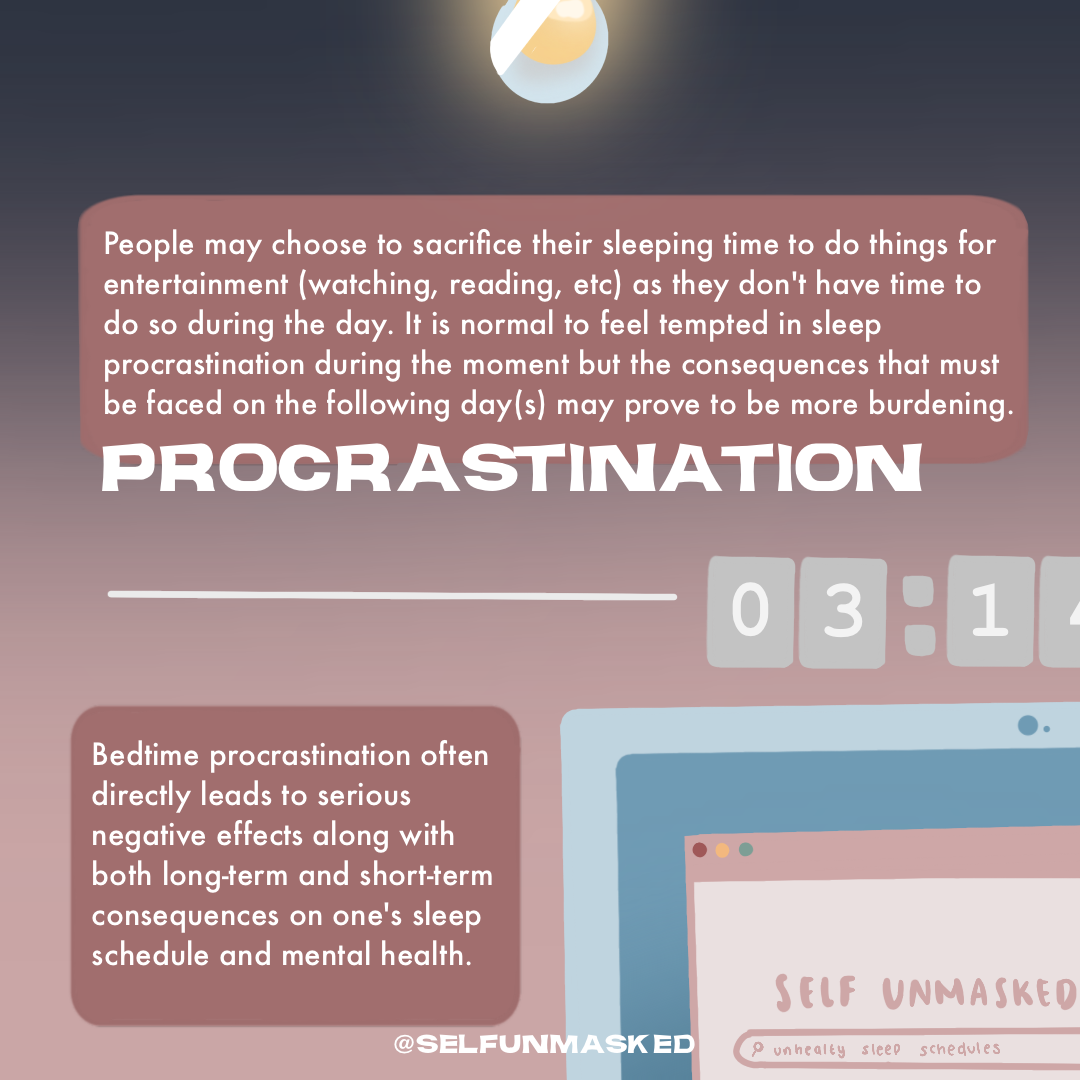 People may choose to sacrifice their sleeping time to do things for
entertainment (watching, reading, etc) as they don't have time to
do so during the day. It is normal to feel tempted in sleep
procrastination during the moment but the consequences that must
be faced on the following day(s) may prove to be more burdening.
PROCRASTINATION
03:14
Bedtime procrastination often
directly leads to serious
negative effects along with
both long-term and short-term
consequences on one's sleep
schedule and mental health.
SELF UNMASKED
unhealty sleep schedules
@SELFUNMASKED